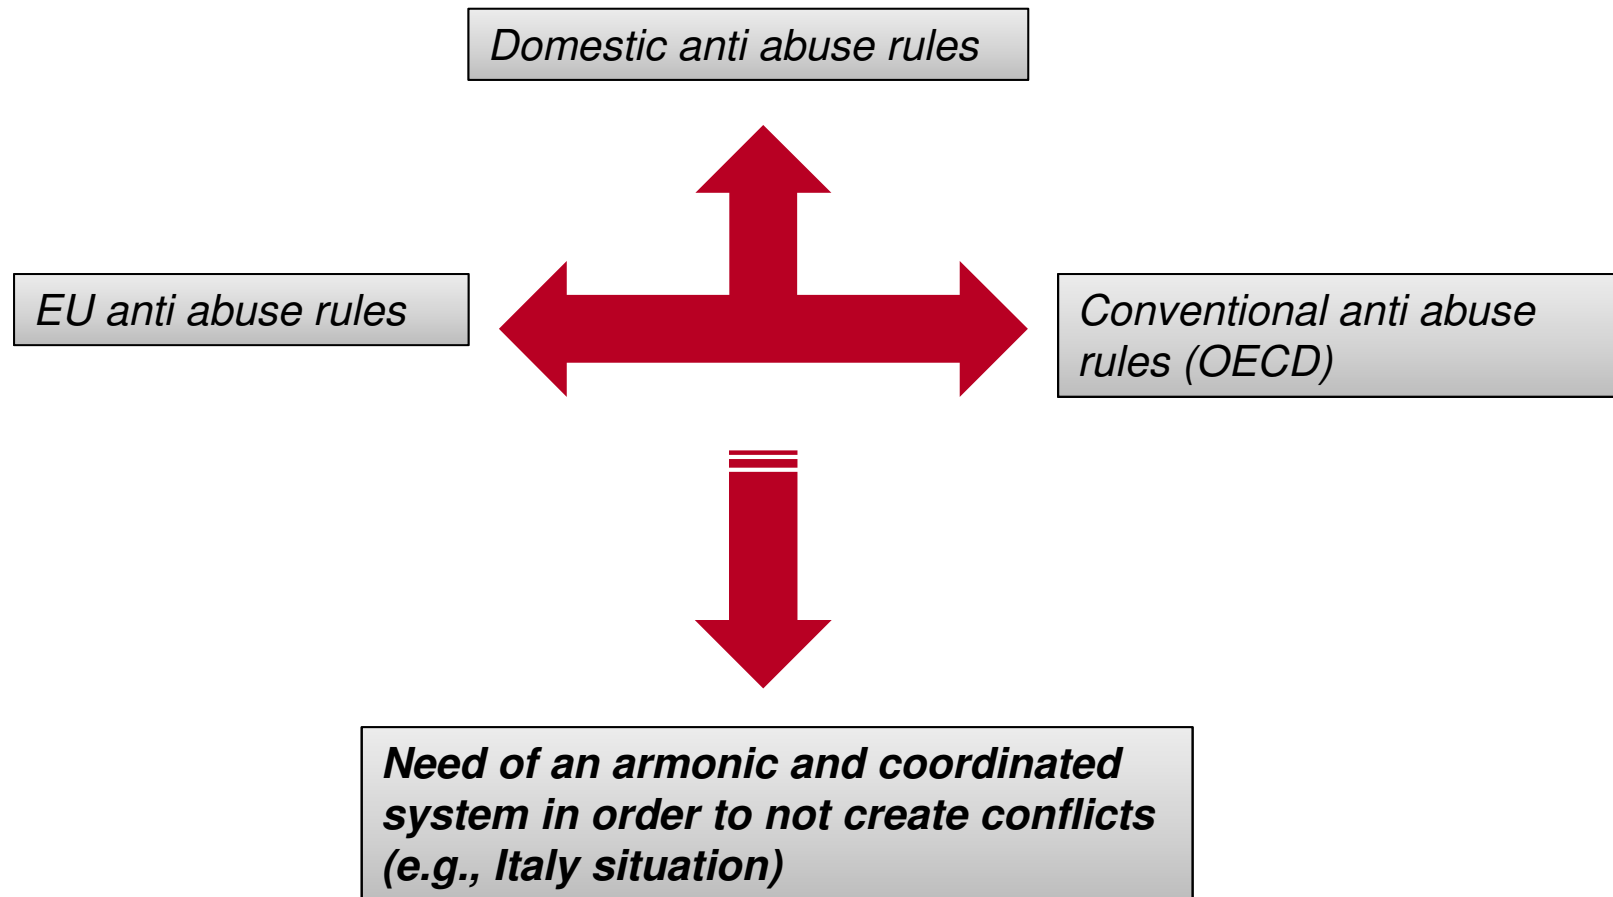 Domestic anti abuse rules
EU anti abuse rules
Conventional anti abuse
rules (OECD)
Need of an armonic and coordinated
system in order to not create conflicts
(e.g., Italy situation)